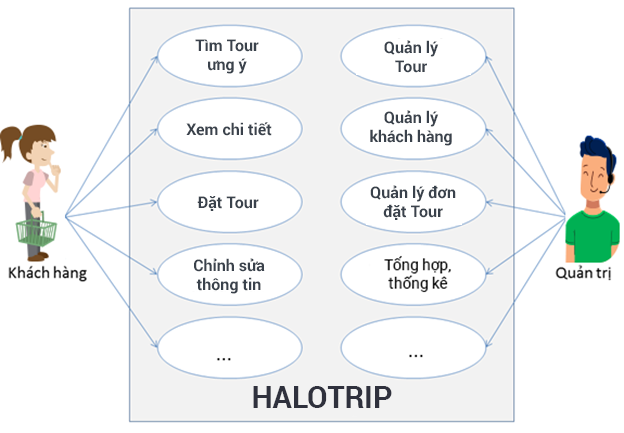 Tìm Tour
ưng ý
Quản lý
Tour
Xem chi tiết
Quản lý
khách hàng
Đặt Tour
Quản lý đơn
đặt Tour
Khách hàng
Chỉnh sửa
thông tin
Tổng hợp,
thống kê
Quản trị
...
...
HALOTRIP